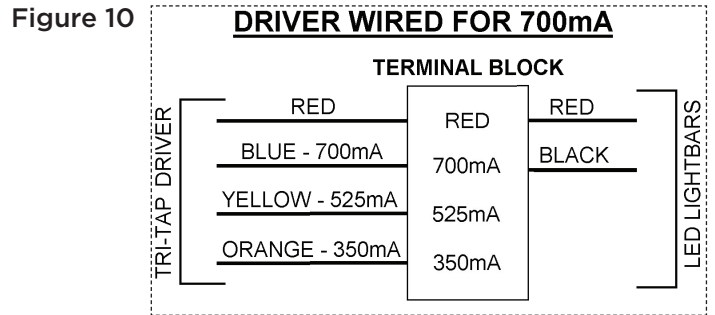 Figure 10
DRIVER WIRED FOR 700mA
TERMINAL BLOCK
TRI-TAP DRIVER
RED
BLUE - 700mA
YELLOW - 525mA
ORANGE - 350mA
RED
700mA
525mA
350mA
RED
BLACK
LED LIGHTBARS